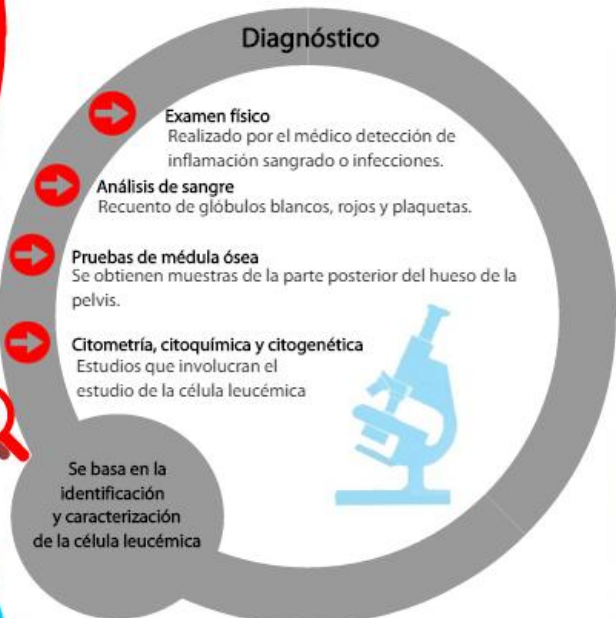 Diagnóstico
Examen físico
Realizado por el médico detección de
inflamación sangrado o infecciones.
Análisis de sangre
Recuento de glóbulos blancos, rojos y plaquetas.
Pruebas de médula ósea
Se obtienen muestras de la parte posterior del hueso de la
pelvis.
Citometría, citoquímica y citogenética
Estudios que involucran el
estudio de la célula leucémica
Se basa en la
identificación
y caracterización
de la célula leucémica